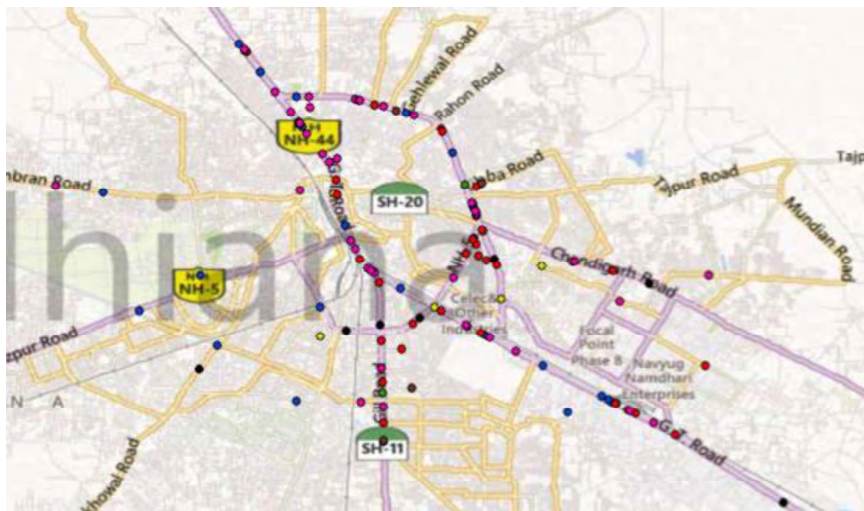 Gehlewal Road
Rahon Road
NH-44
Tajp
mbran Road
G.T. Road
SH-20
Tajpur Road
Mundian Road
dhiana
NH-5
Chandigarh Road
Celec&
Other
Industries
Focal
Point
Phase 8
zpur Road
Navyug
Namdhari
Enterprises
N A
Gill Road
G. T. Road
SH-11
khowal Road